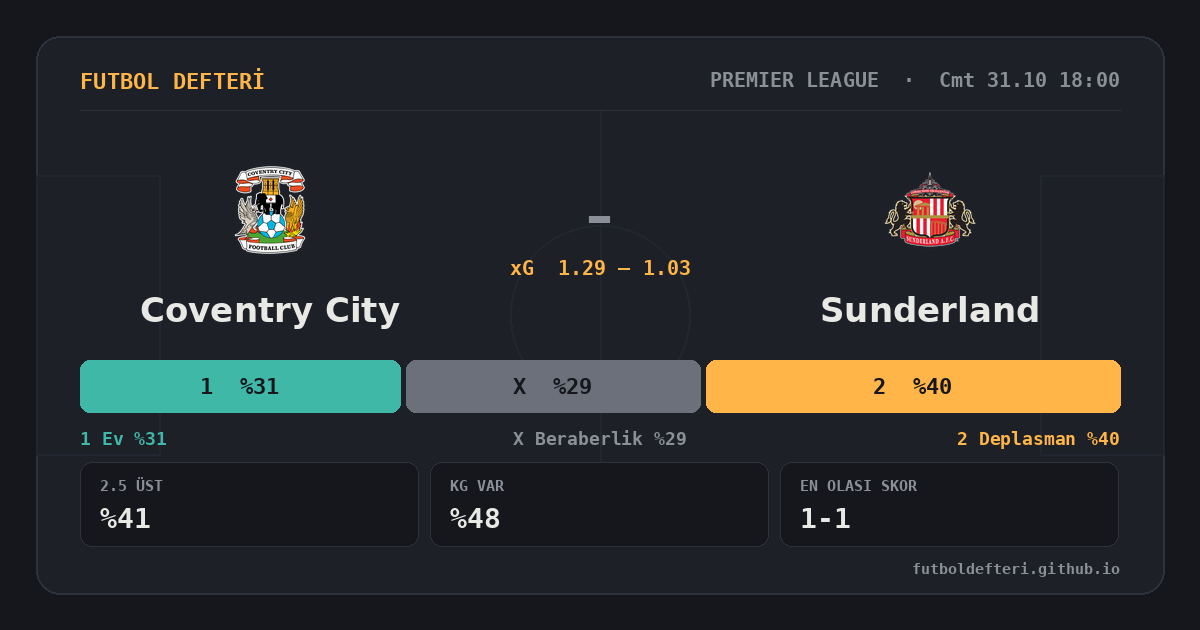 FUTBOL DEFTERİ
PREMIER LEAGUE · Cmt 31.10 18:00
COVENTRY CITY
FOOTBALL CLUB
SUNDERLAND A.F.C.
–
xG 1.29 – 1.03
Coventry City
Sunderland
1 %31
X %29
2 %40
1 Ev %31
X Beraberlik %29
2 Deplasman %40
2.5 ÜST
KG VAR
EN OLASI SKOR
%41
%48
1-1
futboldefteri.github.io